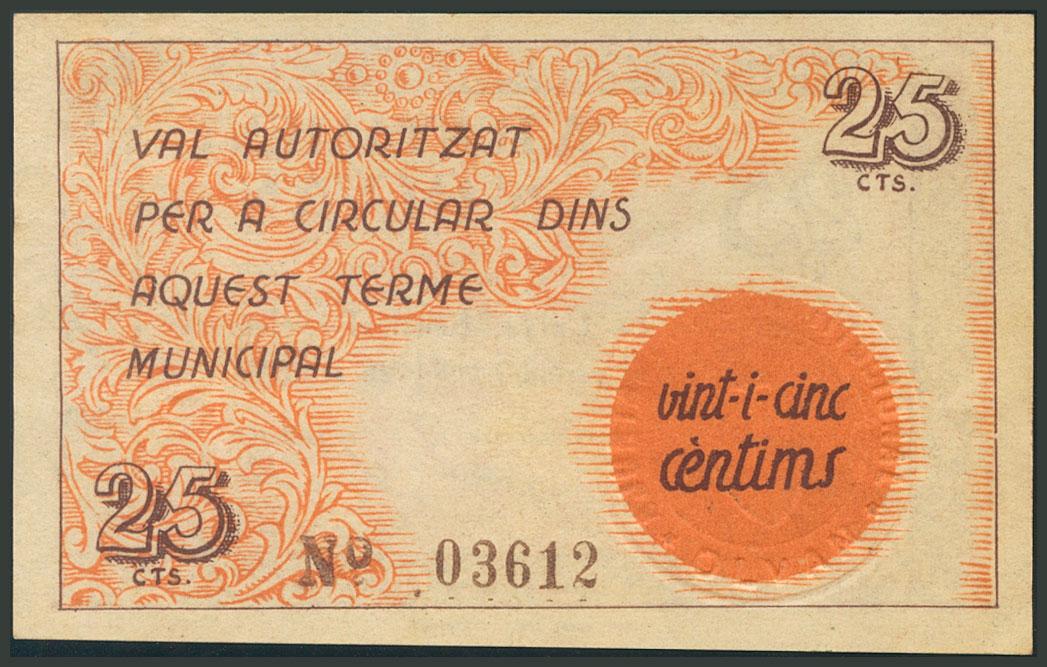 25
CTS.
VAL AUTORITZAT
PER A CIRCULAR DINS
AQUEST TERME
MUNICIPAL
vint-i-cinc
cèntims
25
CTS.
Nº 03612